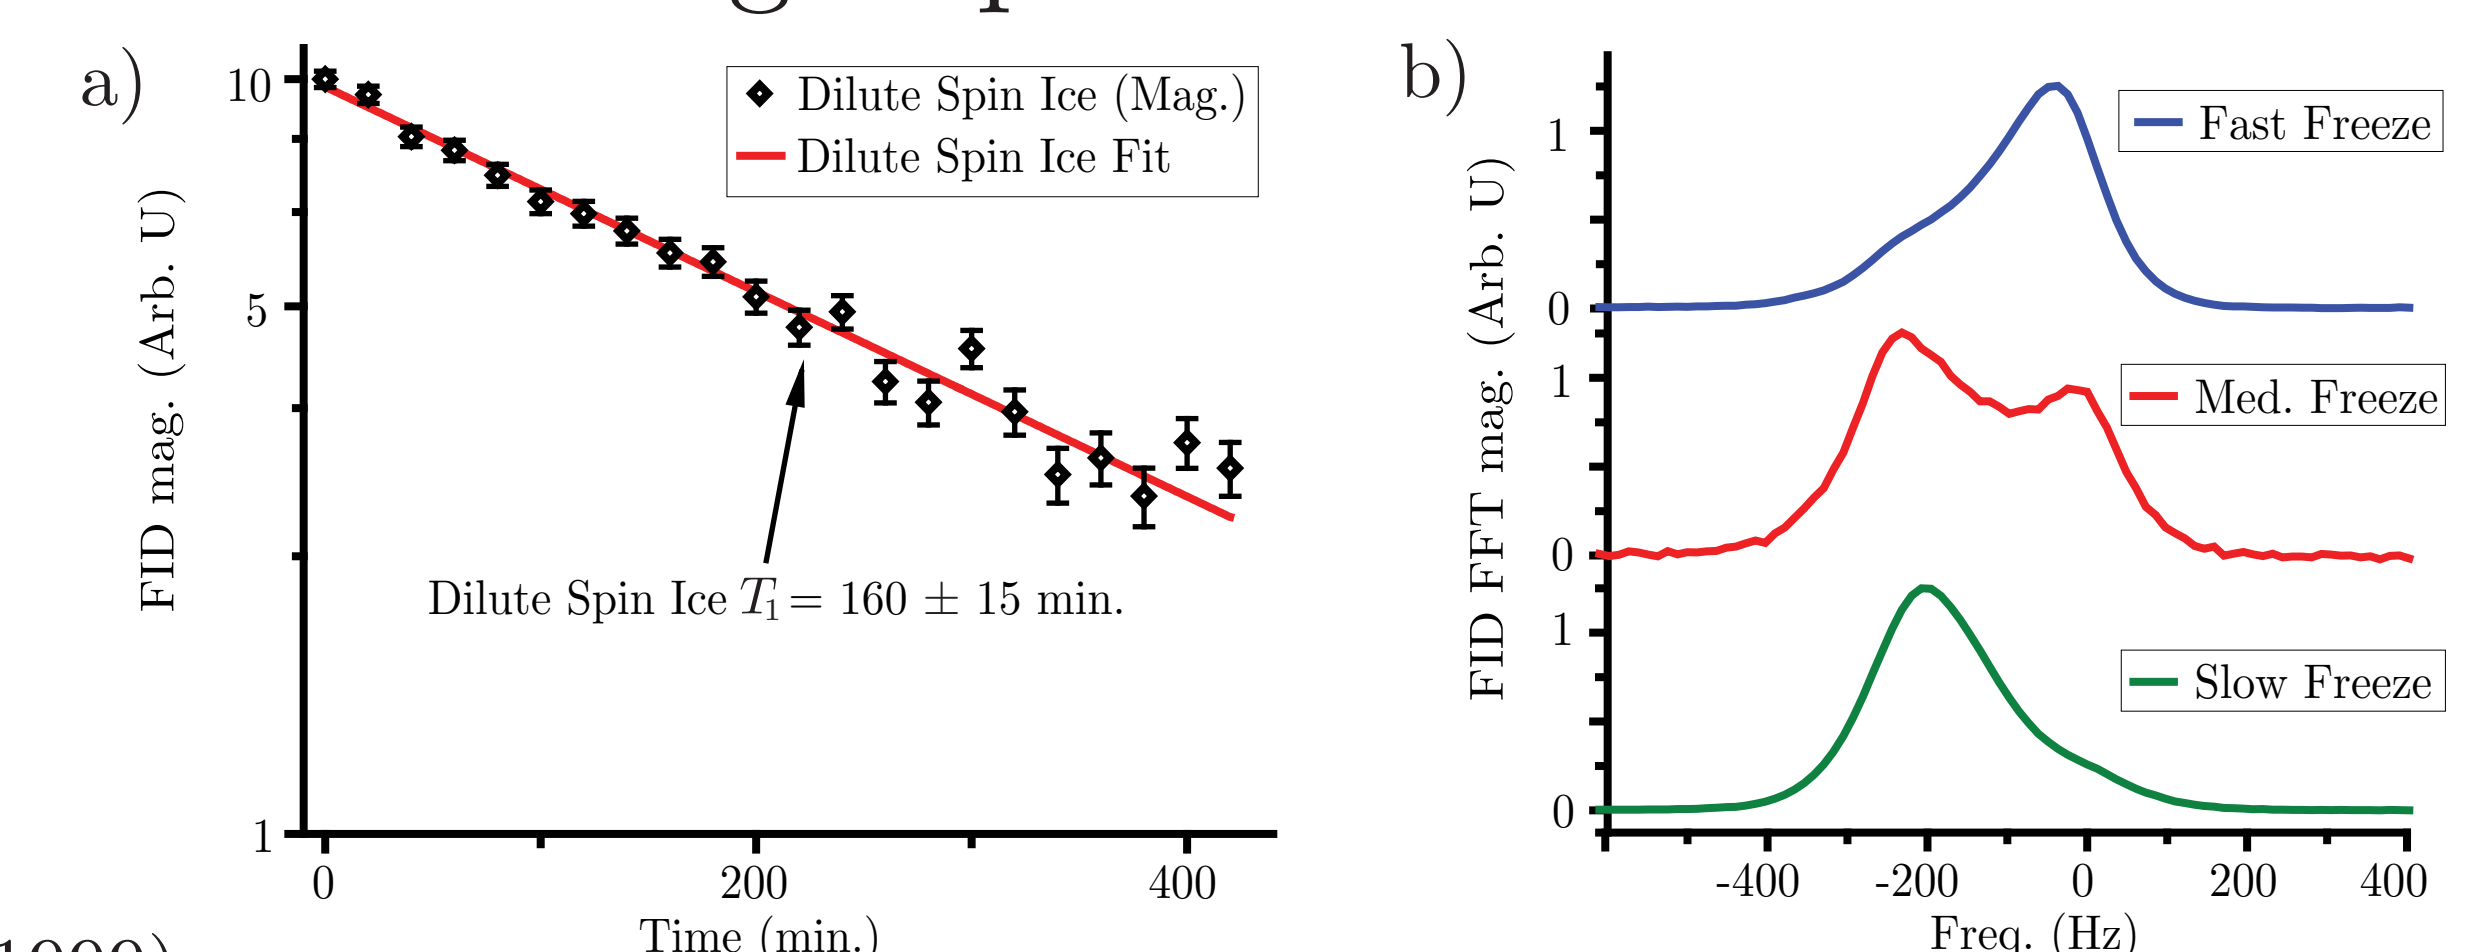 a)
10
5
1
FID mag. (Arb. U)
Dilute Spin Ice (Mag.)
Dilute Spin Ice Fit
Dilute Spin Ice T₁ = 160 ± 15 min.
0 200 400
Time (min.)
b)
FID FFT mag. (Arb. U)
1
0
Fast Freeze
1
0
Med. Freeze
1
0
Slow Freeze
-400 -200 0 200 400
Freq. (Hz)